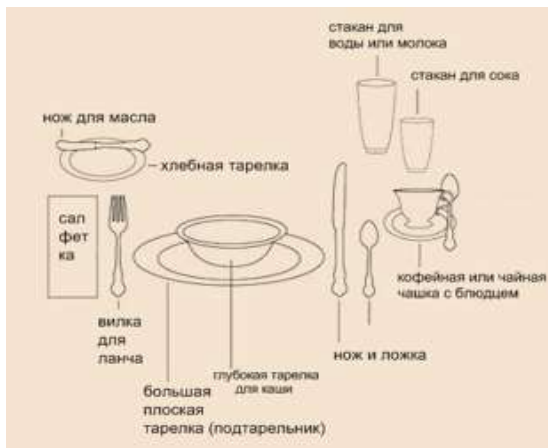 стакан для
воды или молока
стакан для сока
нож для масла
хлебная тарелка
сал
фет
ка
кофейная или чайная
чашка с блюдцем
вилка
для
ланча
нож и ложка
глубокая тарелка
для каши
большая
плоская
тарелка (подтарельник)